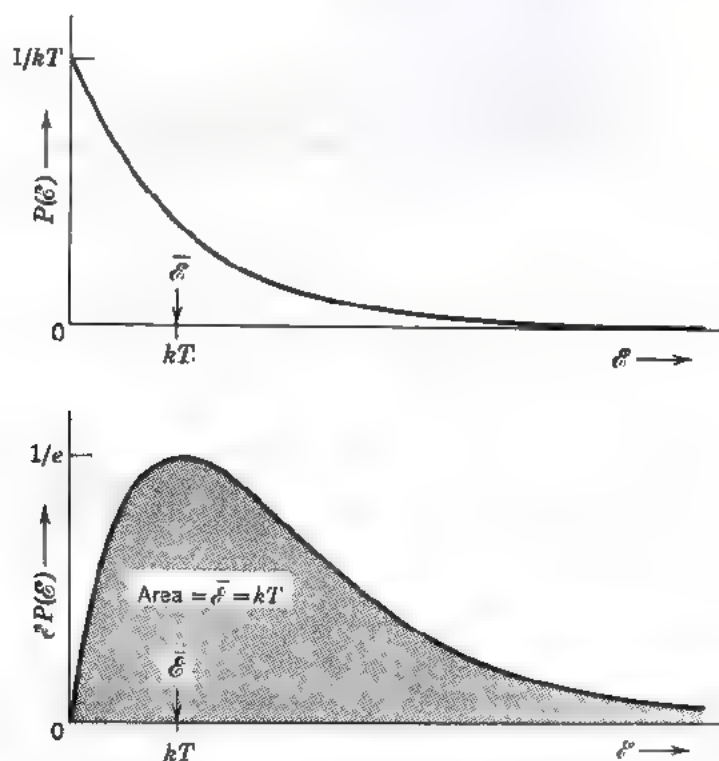 1/kT
P(ℰ) →
ℰ̄
0
kT
ℰ →
1/e
ℰP(ℰ) →
Area = ℰ̄ = kT
ℰ̄
0
kT
ℰ →